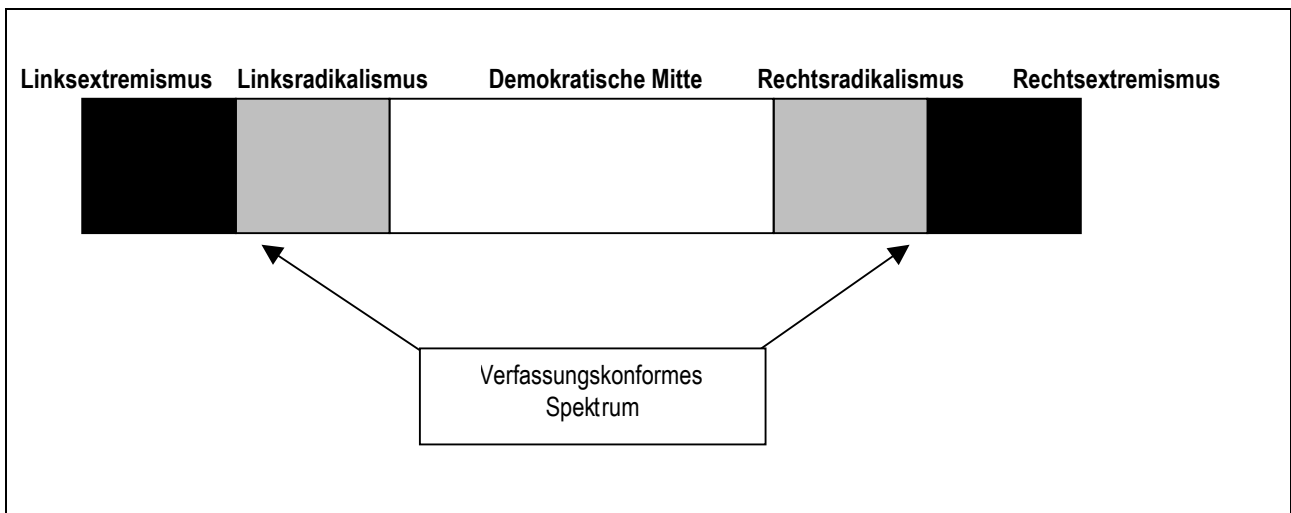 Linksextremismus Linksradikalismus Demokratische Mitte Rechtsradikalismus Rechtsextremismus
Verfassungskonformes
Spektrum